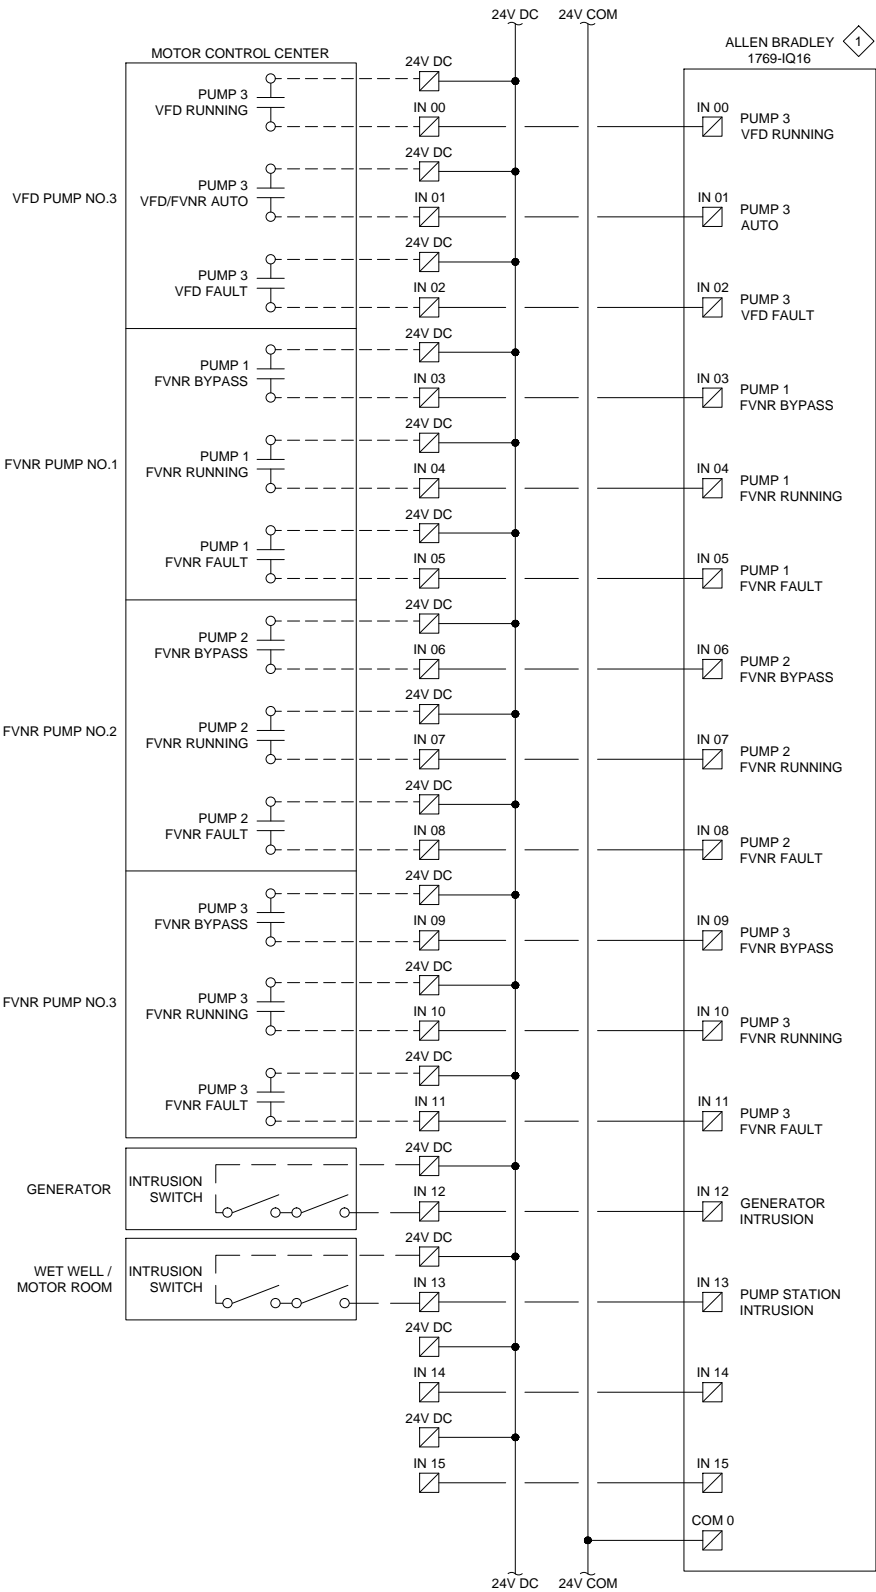 24V DC 24V COM
ALLEN BRADLEY 1
1769-IQ16
MOTOR CONTROL CENTER
VFD PUMP NO.3
PUMP 3
VFD RUNNING
24V DC
IN 00
IN 00
PUMP 3
VFD RUNNING
PUMP 3
VFD/FVNR AUTO
24V DC
IN 01
IN 01
PUMP 3
AUTO
PUMP 3
VFD FAULT
24V DC
IN 02
IN 02
PUMP 3
VFD FAULT
FVNR PUMP NO.1
PUMP 1
FVNR BYPASS
24V DC
IN 03
IN 03
PUMP 1
FVNR BYPASS
PUMP 1
FVNR RUNNING
24V DC
IN 04
IN 04
PUMP 1
FVNR RUNNING
PUMP 1
FVNR FAULT
24V DC
IN 05
IN 05
PUMP 1
FVNR FAULT
FVNR PUMP NO.2
PUMP 2
FVNR BYPASS
24V DC
IN 06
IN 06
PUMP 2
FVNR BYPASS
PUMP 2
FVNR RUNNING
24V DC
IN 07
IN 07
PUMP 2
FVNR RUNNING
PUMP 2
FVNR FAULT
24V DC
IN 08
IN 08
PUMP 2
FVNR FAULT
FVNR PUMP NO.3
PUMP 3
FVNR BYPASS
24V DC
IN 09
IN 09
PUMP 3
FVNR BYPASS
PUMP 3
FVNR RUNNING
24V DC
IN 10
IN 10
PUMP 3
FVNR RUNNING
PUMP 3
FVNR FAULT
24V DC
IN 11
IN 11
PUMP 3
FVNR FAULT
GENERATOR
INTRUSION
SWITCH
24V DC
IN 12
IN 12
GENERATOR
INTRUSION
WET WELL /
MOTOR ROOM
INTRUSION
SWITCH
24V DC
IN 13
IN 13
PUMP STATION
INTRUSION
24V DC
IN 14
IN 14
24V DC
IN 15
IN 15
COM 0
24V DC 24V COM